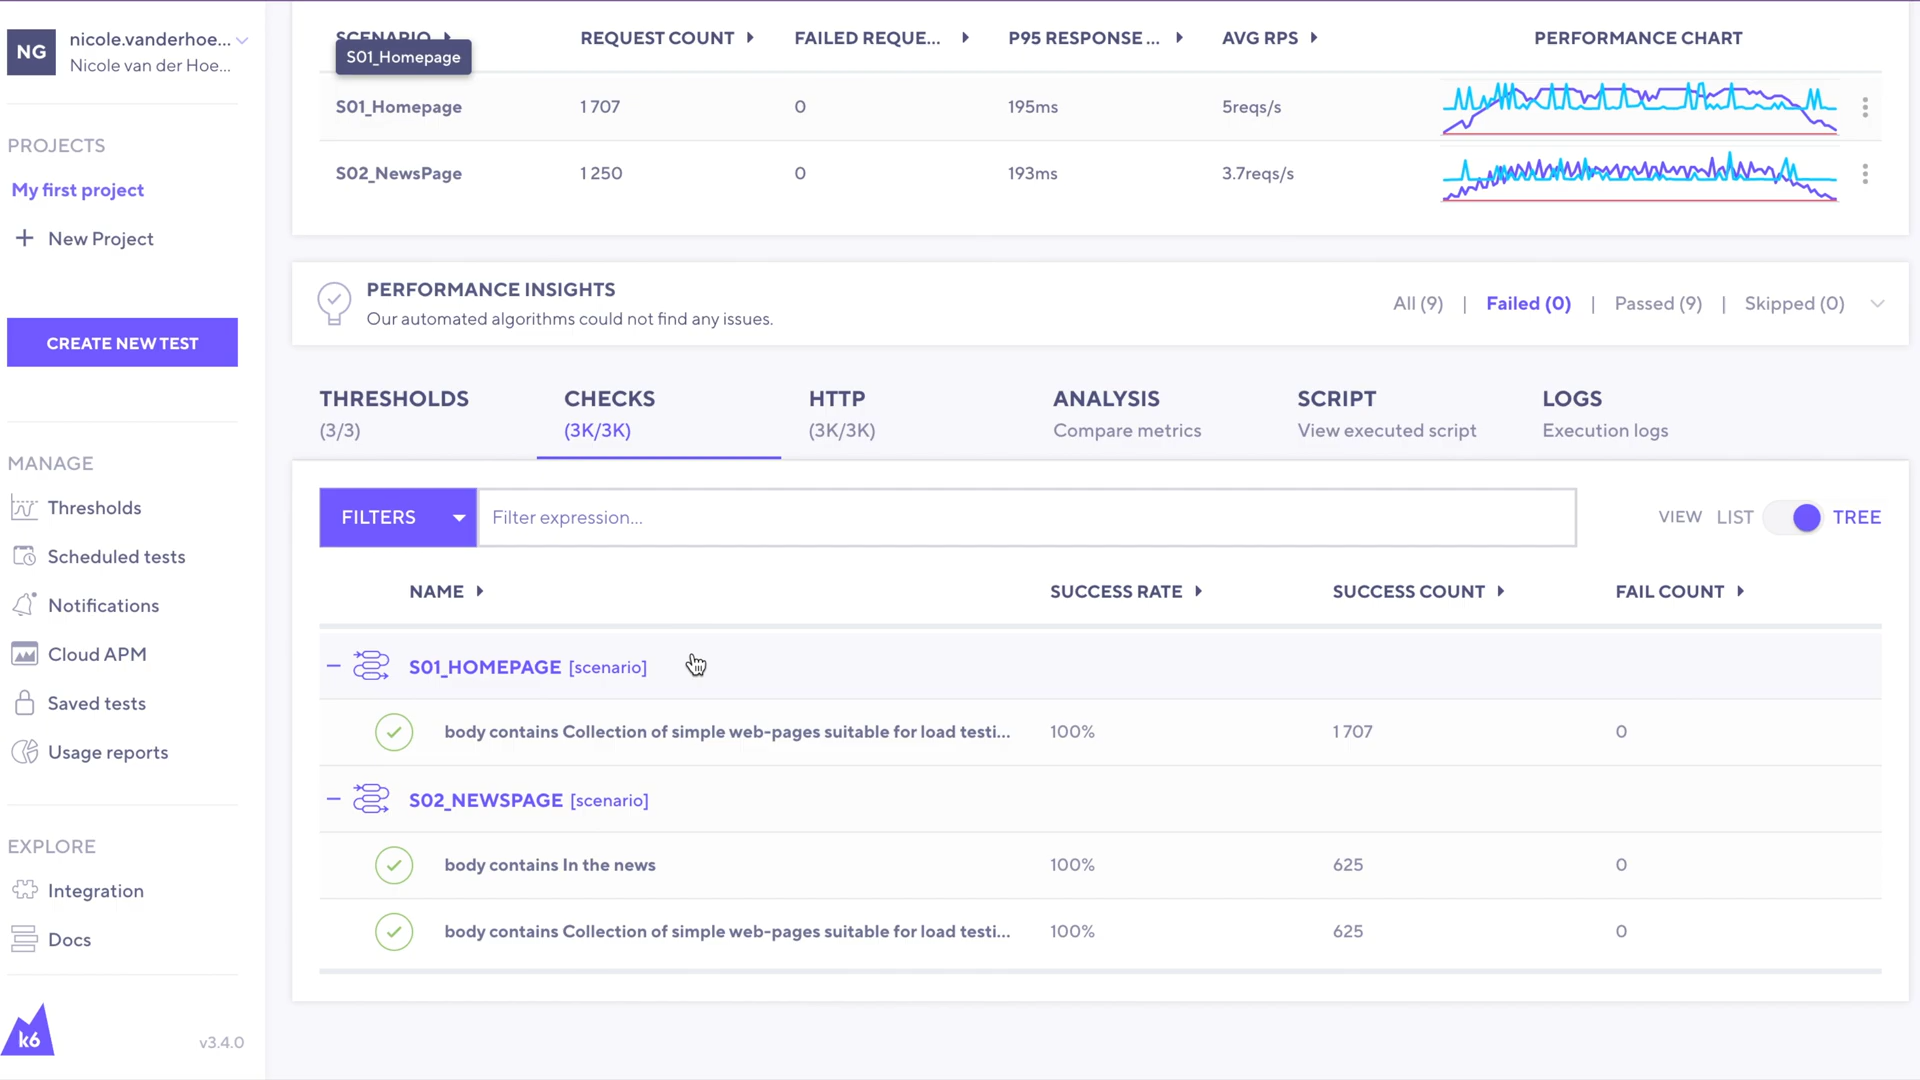 NG
nicole.vanderhoe...
Nicole van der Hoe...
PROJECTS
My first project
+ New Project
CREATE NEW TEST
MANAGE
Thresholds
Scheduled tests
Notifications
Cloud APM
Saved tests
Usage reports
EXPLORE
Integration
Docs
k6
v3.4.0
SCENARIO REQUEST COUNT FAILED REQUE... P95 RESPONSE ... AVG RPS PERFORMANCE CHART
S01_Homepage
S01_Homepage 1 707 0 195ms 5reqs/s
S02_NewsPage 1 250 0 193ms 3.7reqs/s
PERFORMANCE INSIGHTS
Our automated algorithms could not find any issues.
All (9) | Failed (0) | Passed (9) | Skipped (0)
THRESHOLDS CHECKS HTTP ANALYSIS SCRIPT LOGS
(3/3) (3K/3K) (3K/3K) Compare metrics View executed script Execution logs
FILTERS Filter expression... VIEW LIST TREE
NAME SUCCESS RATE SUCCESS COUNT FAIL COUNT
S01_HOMEPAGE [scenario]
body contains Collection of simple web-pages suitable for load testi... 100% 1 707 0
S02_NEWSPAGE [scenario]
body contains In the news 100% 625 0
body contains Collection of simple web-pages suitable for load testi... 100% 625 0